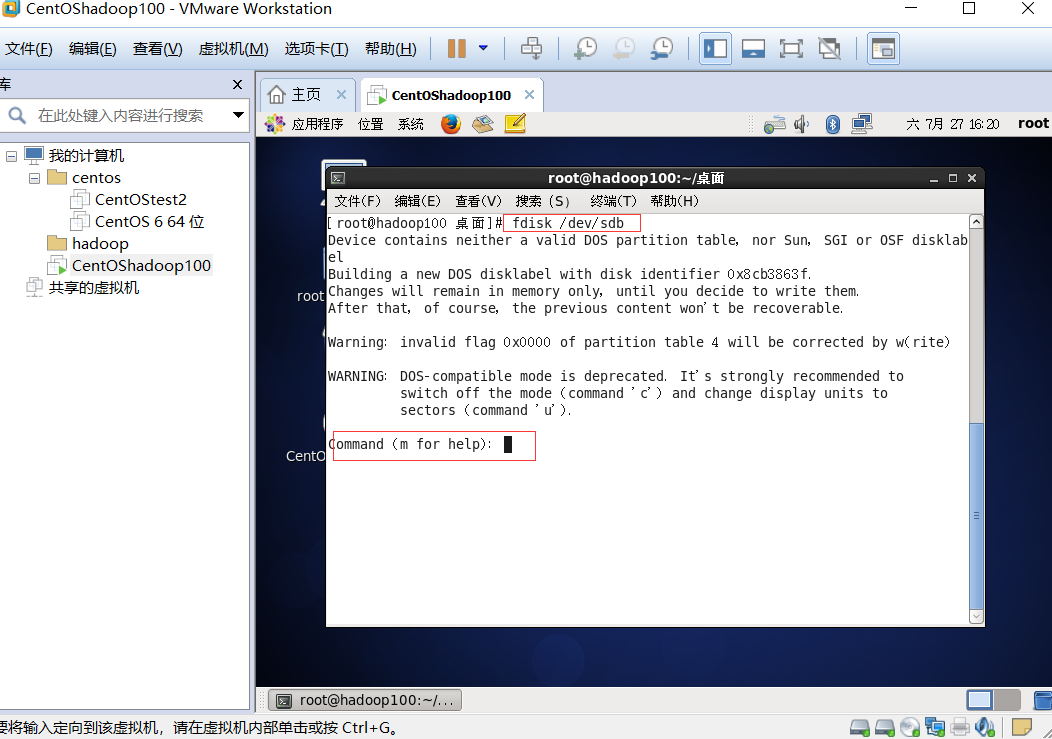 CentOShadoop100 - VMware Workstation
文件(F) 编辑(E) 查看(V) 虚拟机(M) 选项卡(T) 帮助(H)
库
在此处键入内容进行搜索
我的计算机
centos
CentOStest2
CentOS 6 64 位
hadoop
CentOShadoop100
共享的虚拟机
主页 CentOShadoop100
应用程序 位置 系统 六 7月 27 16:20 root
root
CentO
root@hadoop100:~/桌面
文件(F) 编辑(E) 查看(V) 搜索 (S) 终端(T) 帮助(H)
[root@hadoop100 桌面]# fdisk /dev/sdb
Device contains neither a valid DOS partition table, nor Sun, SGI or OSF disklab
el
Building a new DOS disklabel with disk identifier 0x8cb3863f.
Changes will remain in memory only, until you decide to write them.
After that, of course, the previous content won't be recoverable.
Warning: invalid flag 0x0000 of partition table 4 will be corrected by w(rite)
WARNING: DOS-compatible mode is deprecated. It's strongly recommended to
switch off the mode (command 'c') and change display units to
sectors (command 'u').
Command (m for help):
root@hadoop100:~/...
要将输入定向到该虚拟机，请在虚拟机内部单击或按 Ctrl+G。